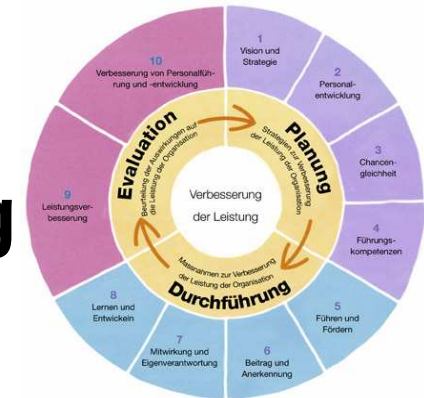 1
Vision und
Strategie
2
Personal-
entwicklung
3
Chancen-
gleichheit
4
Führungs-
kompetenzen
5
Führen und
Fördern
6
Beitrag und
Anerkennung
7
Mitwirkung und
Eigenverantwortung
8
Lernen und
Entwickeln
9
Leistungsver-
besserung
10
Verbesserung von Personalfüh-
rung und -entwicklung
Planung
Strategien zur Verbesserung
der Leistung der Organisation
Durchführung
Massnahmen zur Verbesserung
der Leistung der Organisation
Evaluation
Beurteilung der Auswirkungen auf
die Leistung der Organisation
Verbesserung
der Leistung
g